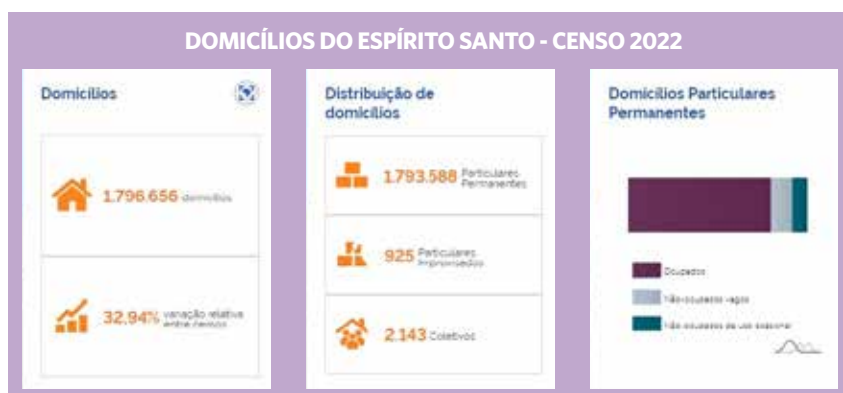 DOMICÍLIOS DO ESPÍRITO SANTO - CENSO 2022
Domicílios
1.796.656 domicílios
32,94% variação relativa
entre censos
Distribuição de
domicílios
1.793.588 Particulares
Permanentes
925 Particulares
Improvisados
2.143 Coletivos
Domicílios Particulares
Permanentes
Ocupados
Não-ocupados vagos
Não-ocupados de uso ocasional